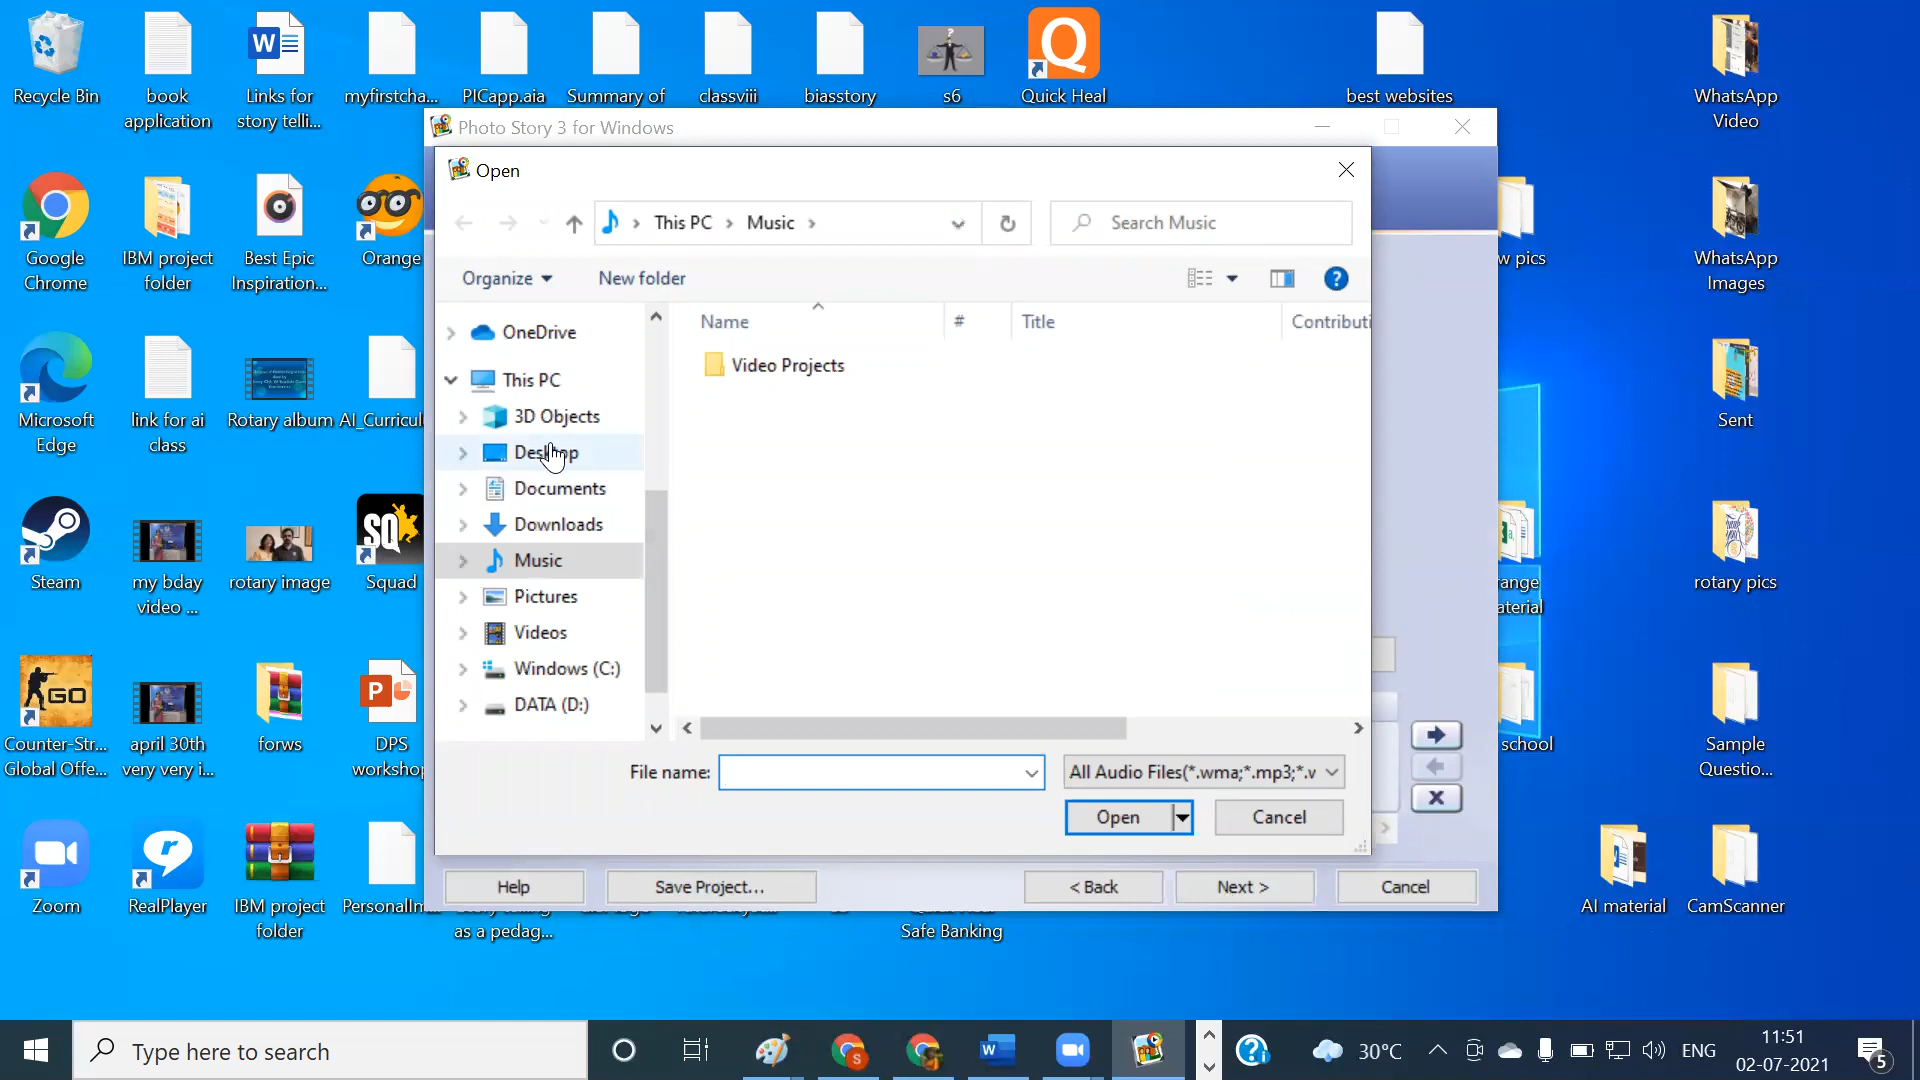 Recycle Bin
book
application
Links for
story telli...
myfirstcha...
PICapp.aia
Summary of
classviii
biasstory
s6
Quick Heal
best websites
WhatsApp
Video
Photo Story 3 for Windows
Open
This PC
Music
Search Music
Organize
New folder
Name
#
Title
Contributi
OneDrive
Video Projects
This PC
3D Objects
Desktop
Documents
Downloads
Music
Pictures
Videos
Windows (C:)
DATA (D:)
File name:
All Audio Files(*.wma;*.mp3;*.v
Open
Cancel
Help
Save Project...
< Back
Next >
Cancel
Google
Chrome
IBM project
folder
Best Epic
Inspiration...
Orange
w pics
WhatsApp
Images
Microsoft
Edge
link for ai
class
Rotary album
AI_Curricul
Sent
Steam
my bday
video ...
rotary image
SQ
Squad
ange
aterial
rotary pics
GO
Counter-Str...
Global Offe...
april 30th
very very i...
forws
DPS
workshop
school
Sample
Questio...
Zoom
RealPlayer
IBM project
folder
PersonalIm...
as a pedag...
Safe Banking
AI material
CamScanner
Type here to search
30°C
ENG
11:51
02-07-2021
5